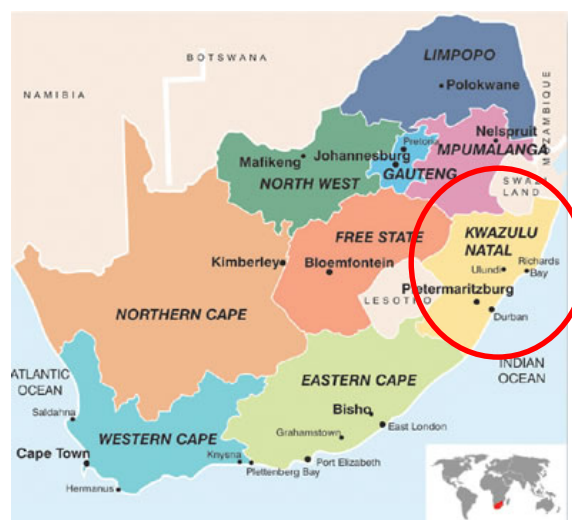 LIMPOPO
BOTSWANA
Polokwane
NAMIBIA
MOZAMBIQUE
Nelspruit
Pretoria
MPUMALANGA
Mafikeng
Johannesburg
GAUTENG
NORTH WEST
SWAZI
LAND
KWAZULU
NATAL
FREE STATE
Kimberley
Bloemfontein
Ulundi
Richards
Bay
Pietermaritzburg
LESOTHO
Durban
NORTHERN CAPE
INDIAN
OCEAN
ATLANTIC
OCEAN
EASTERN CAPE
Saldahna
Bisho
WESTERN CAPE
Grahamstown
East London
Cape Town
Knysna
Plettenberg Bay
Port Elizabeth
Hermanus